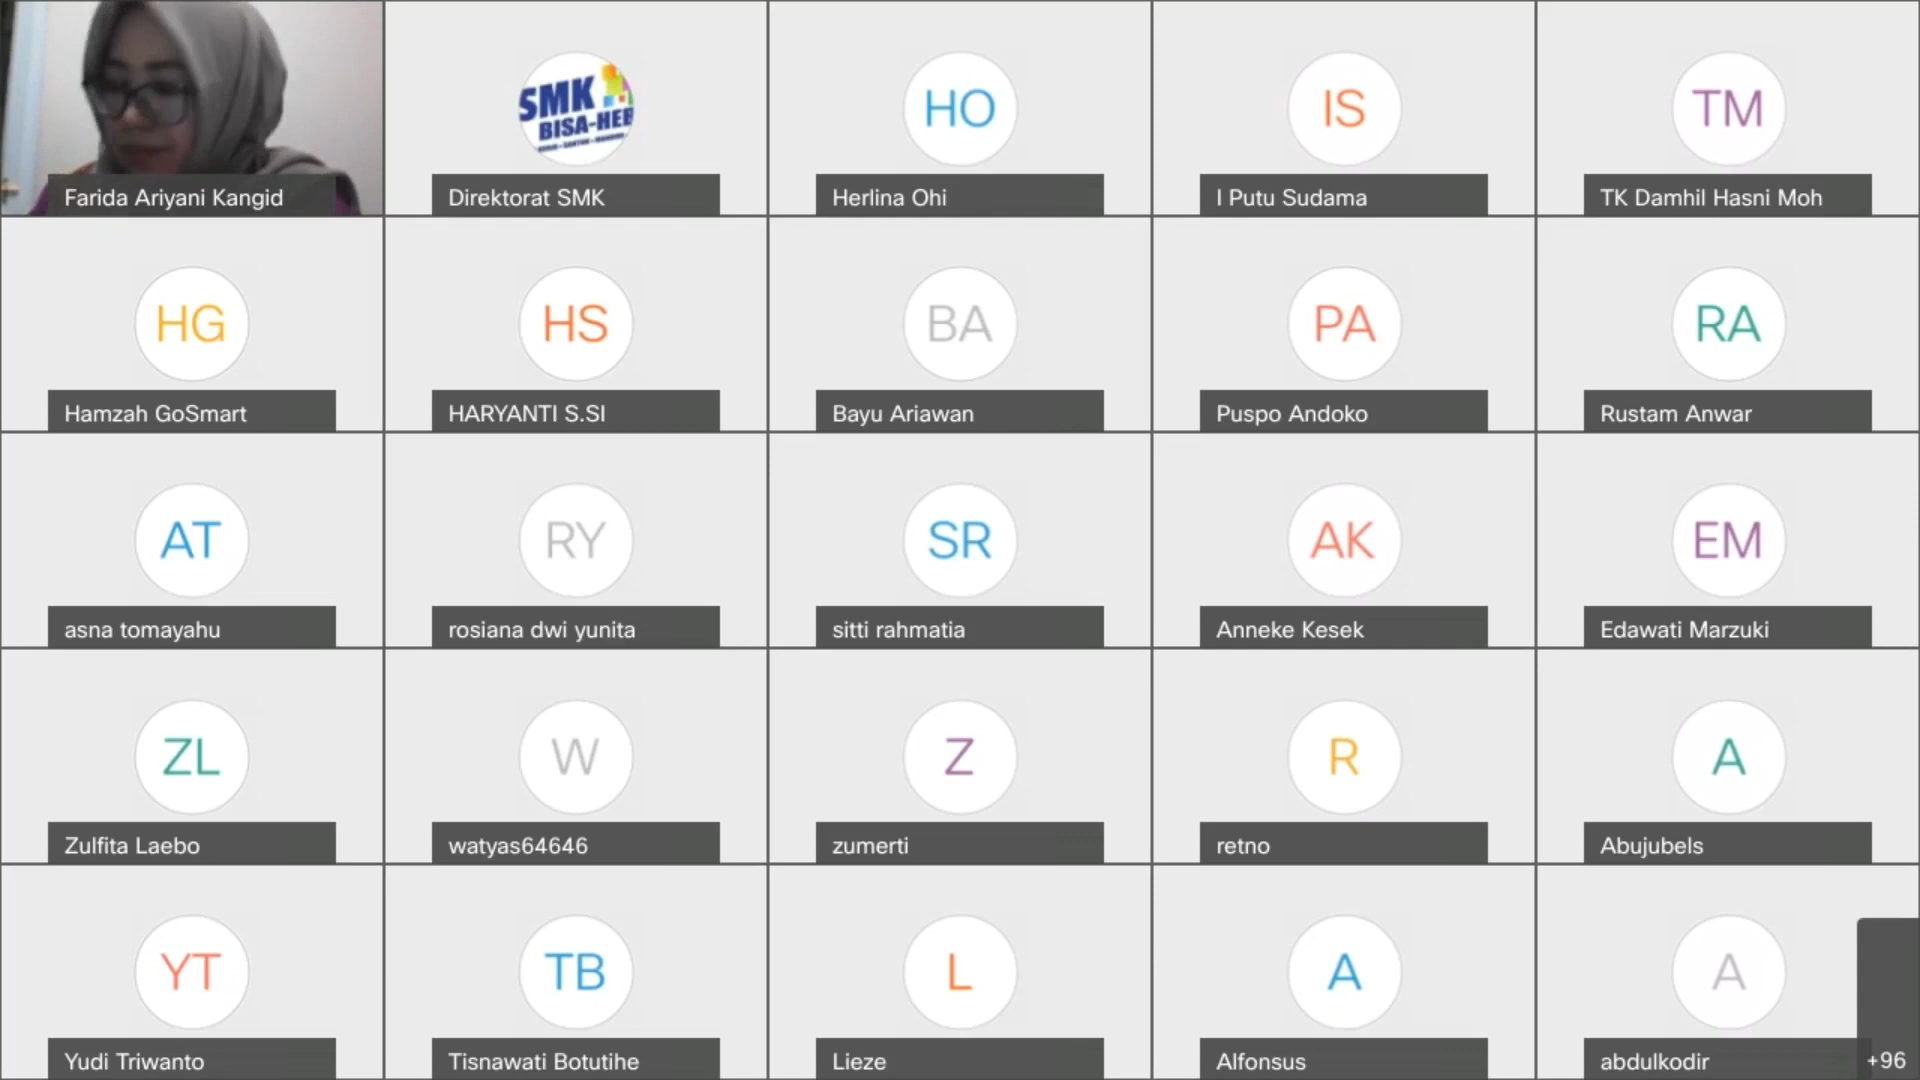 Farida Ariyani Kangid
SMK
BISA-HEB
Direktorat SMK
HO
Herlina Ohi
IS
I Putu Sudama
TM
TK Damhil Hasni Moh
HG
Hamzah GoSmart
HS
HARYANTI S.SI
BA
Bayu Ariawan
PA
Puspo Andoko
RA
Rustam Anwar
AT
asna tomayahu
RY
rosiana dwi yunita
SR
sitti rahmatia
AK
Anneke Kesek
EM
Edawati Marzuki
ZL
Zulfita Laebo
W
watyas64646
Z
zumerti
R
retno
A
Abujubels
YT
Yudi Triwanto
TB
Tisnawati Botutihe
L
Lieze
A
Alfonsus
A
abdulkodir
+96